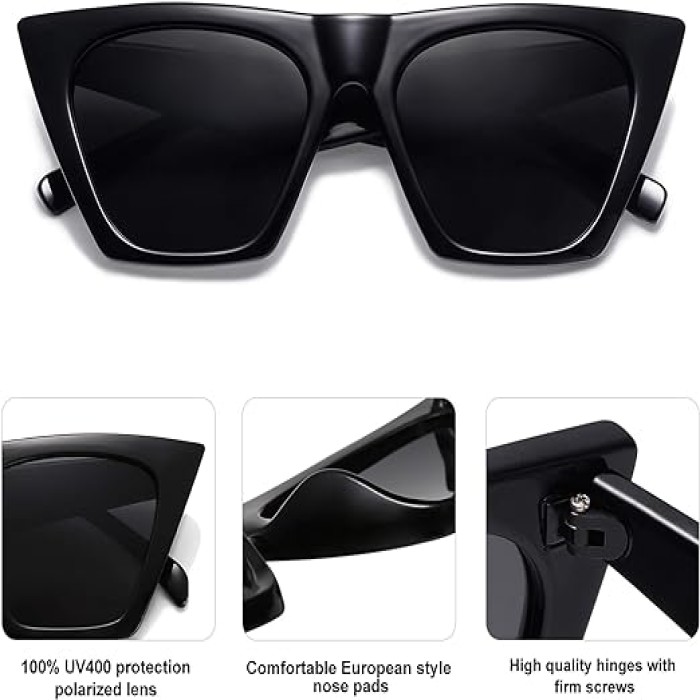 100% UV400 protection
polarized lens
Comfortable European style
nose pads
High quality hinges with
firm screws